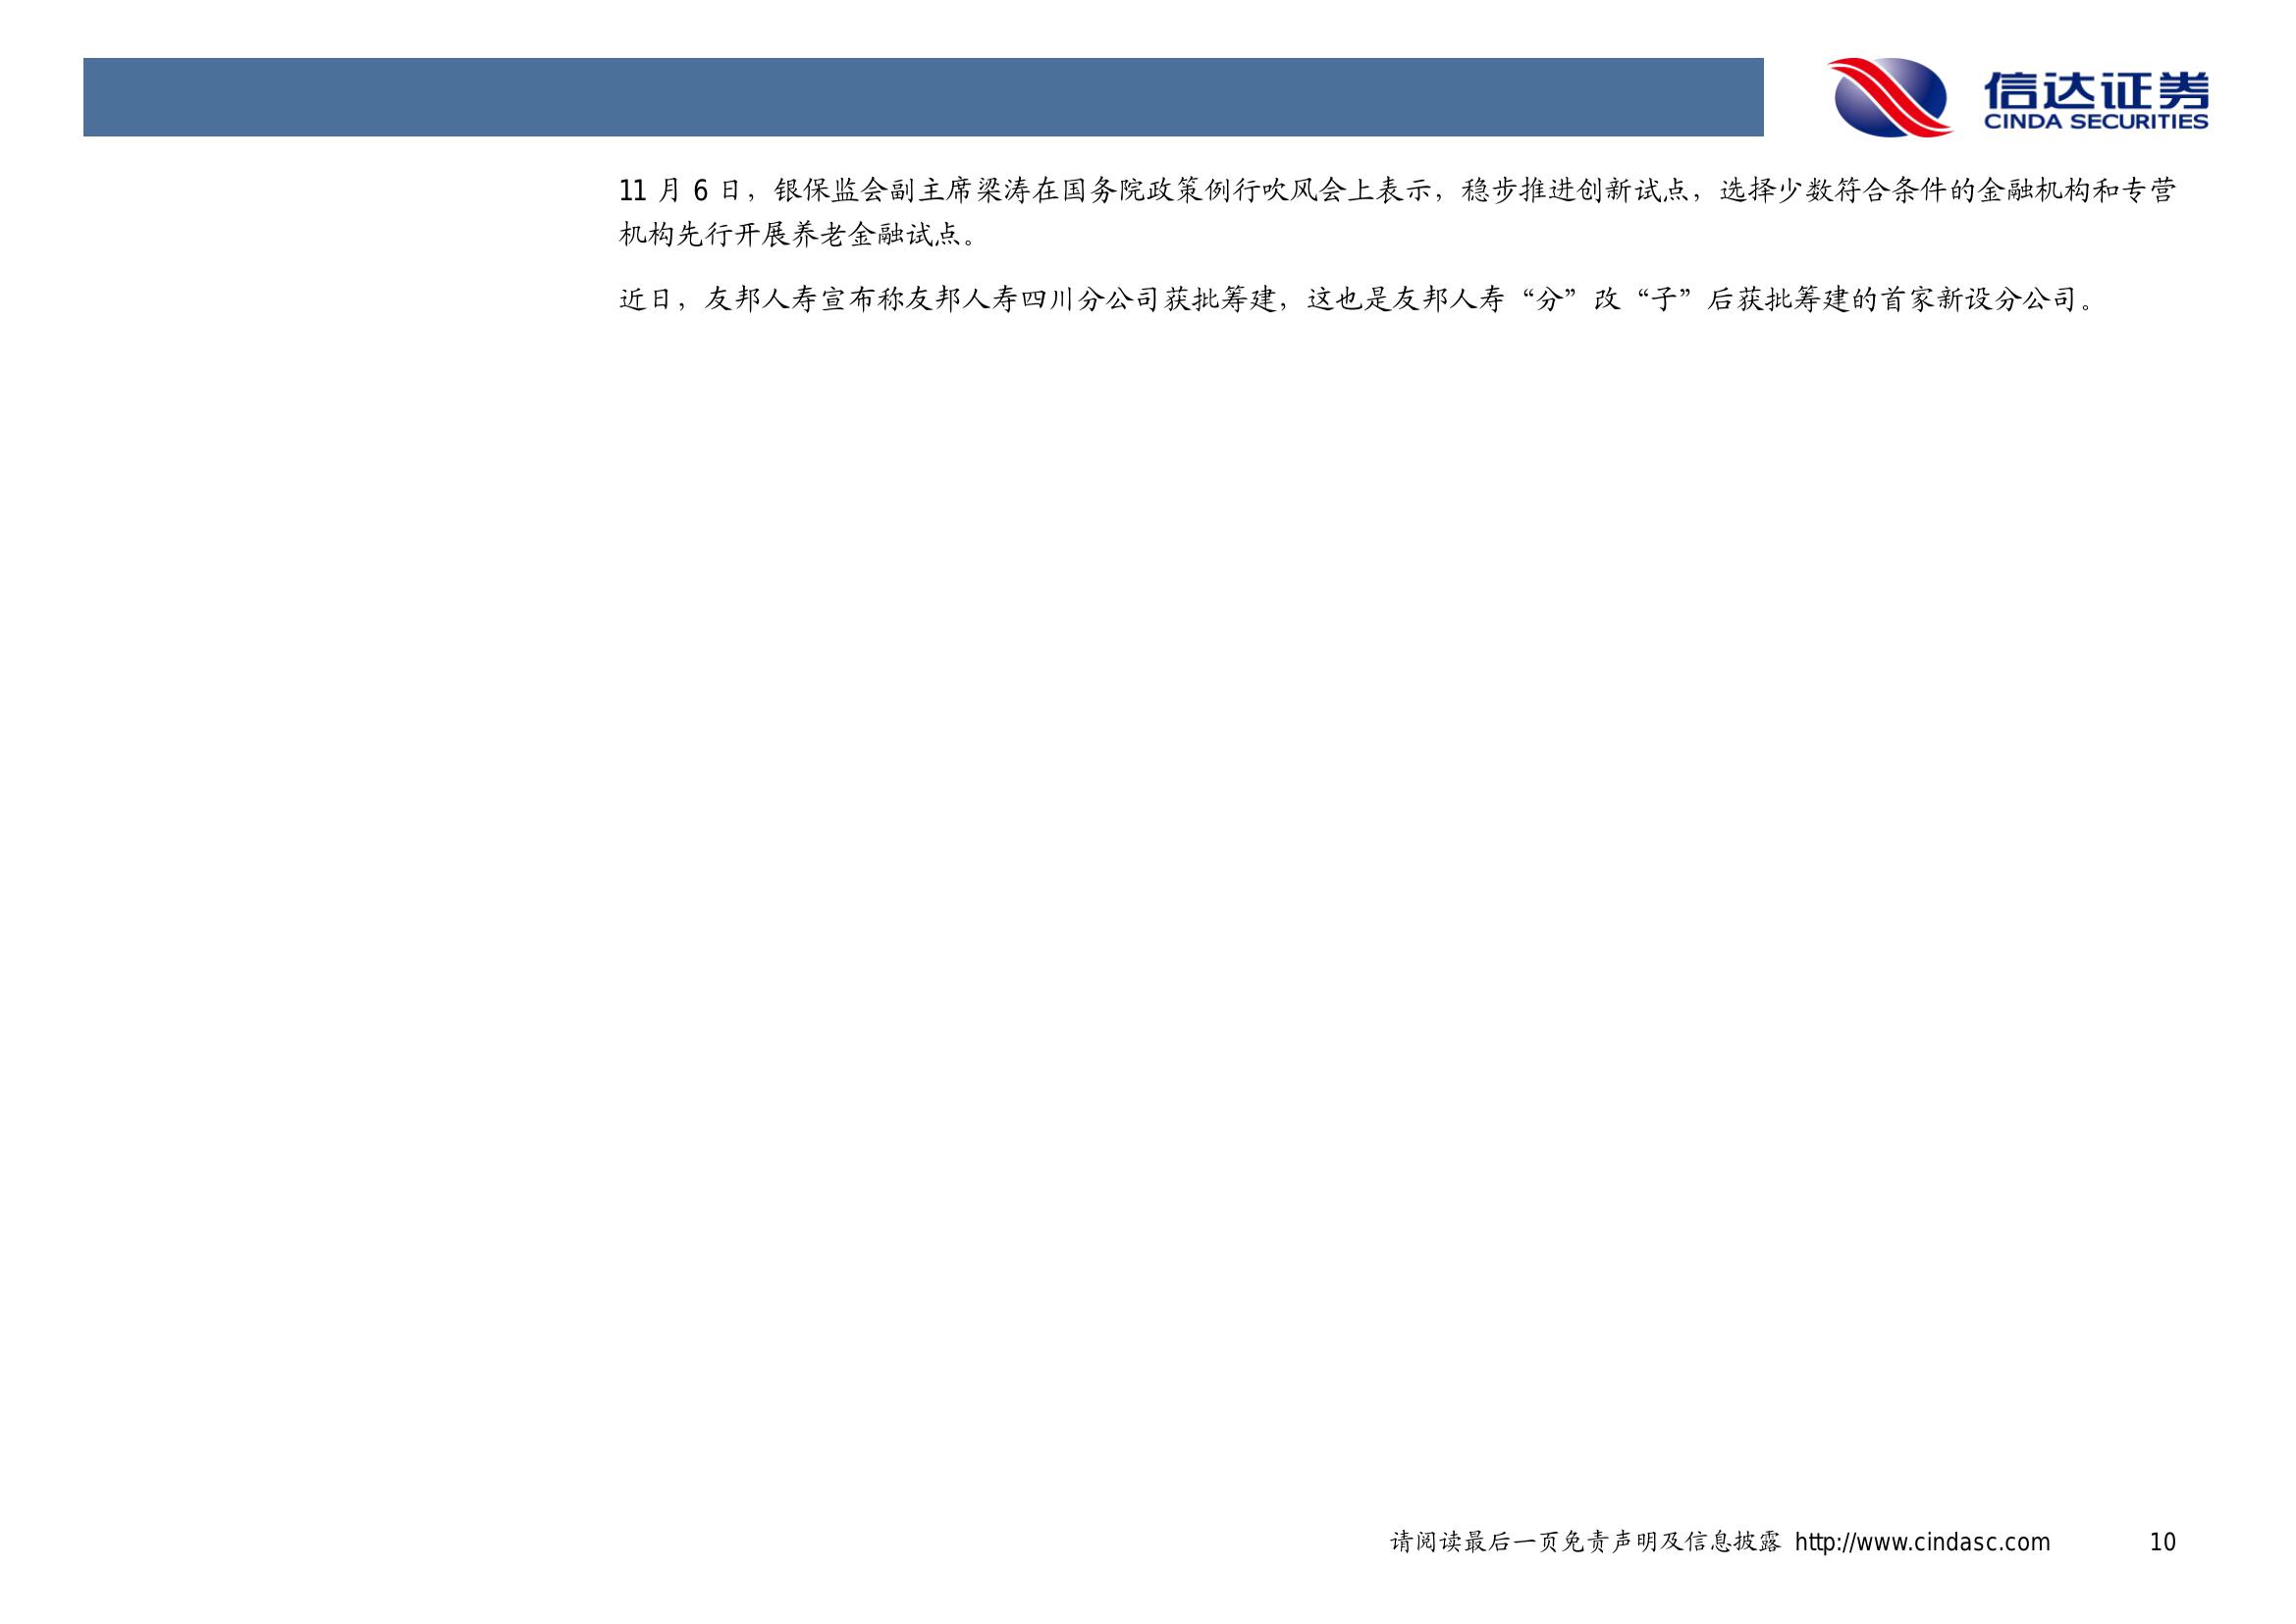 信达证券
CINDA SECURITIES
11 月 6 日，银保监会副主席梁涛在国务院政策例行吹风会上表示，稳步推进创新试点，选择少数符合条件的金融机构和专营
机构先行开展养老金融试点。
近日，友邦人寿宣布称友邦人寿四川分公司获批筹建，这也是友邦人寿“分”改“子”后获批筹建的首家新设分公司。
请阅读最后一页免责声明及信息披露 http://www.cindasc.com 10